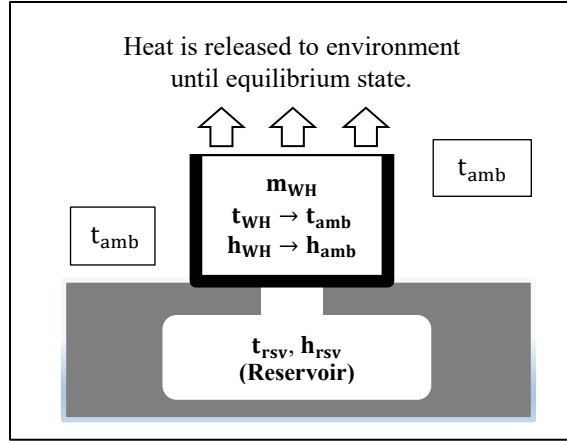 Heat is released to environment
until equilibrium state.
t_amb
m_WH
t_WH → t_amb
h_WH → h_amb
t_amb
t_rsv, h_rsv
(Reservoir)